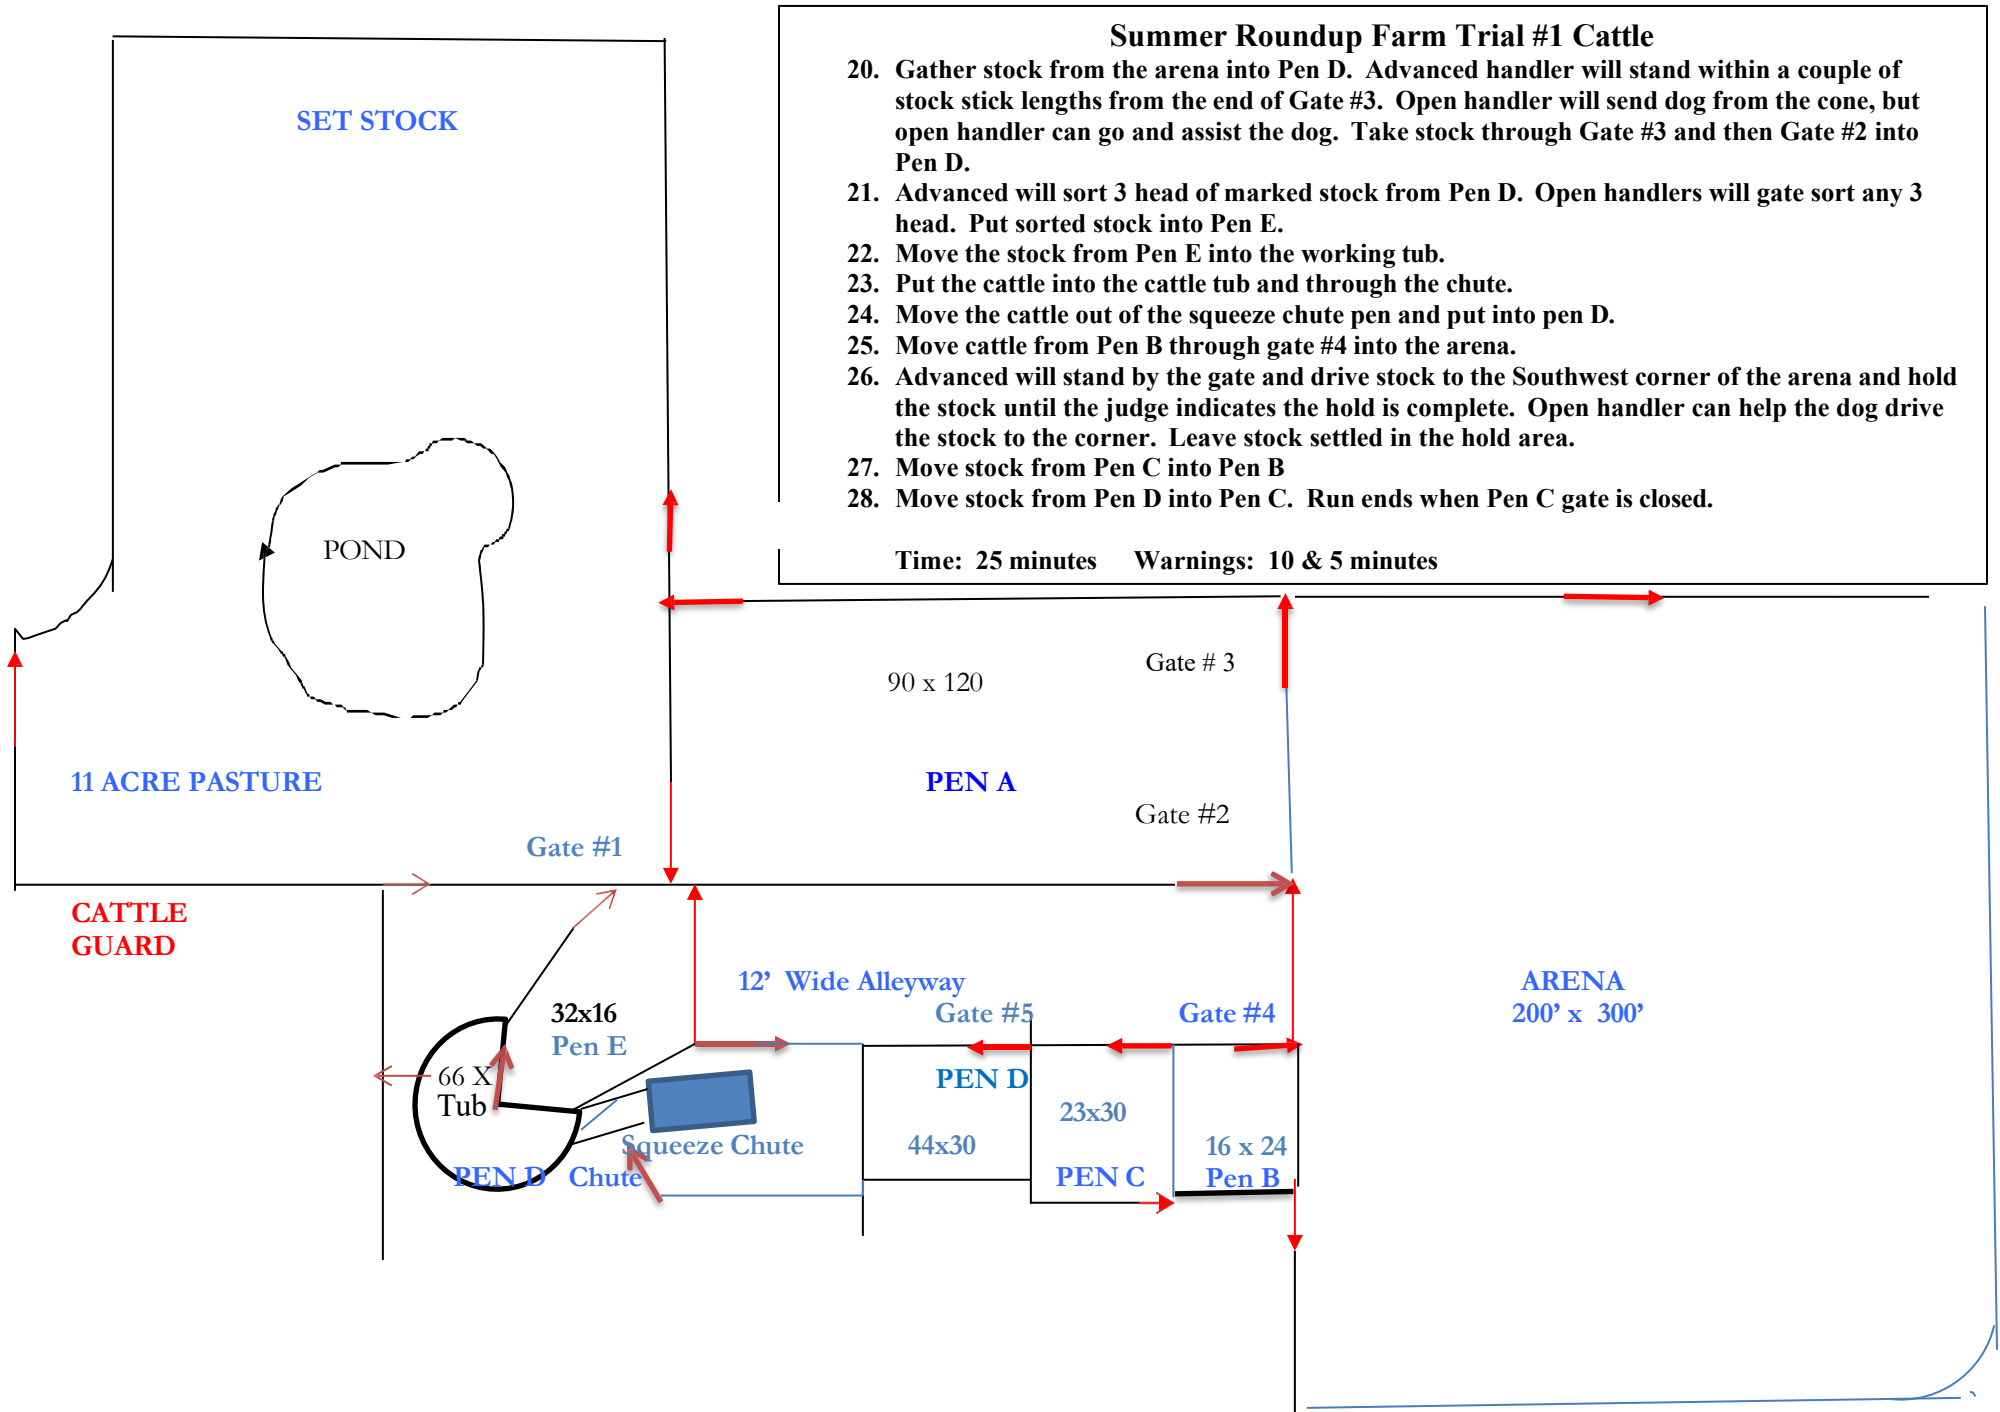 Summer Roundup Farm Trial #1 Cattle
20. Gather stock from the arena into Pen D. Advanced handler will stand within a couple of
stock stick lengths from the end of Gate #3. Open handler will send dog from the cone, but
open handler can go and assist the dog. Take stock through Gate #3 and then Gate #2 into
Pen D.
21. Advanced will sort 3 head of marked stock from Pen D. Open handlers will gate sort any 3
head. Put sorted stock into Pen E.
22. Move the stock from Pen E into the working tub.
23. Put the cattle into the cattle tub and through the chute.
24. Move the cattle out of the squeeze chute pen and put into pen D.
25. Move cattle from Pen B through gate #4 into the arena.
26. Advanced will stand by the gate and drive stock to the Southwest corner of the arena and hold
the stock until the judge indicates the hold is complete. Open handler can help the dog drive
the stock to the corner. Leave stock settled in the hold area.
27. Move stock from Pen C into Pen B
28. Move stock from Pen D into Pen C. Run ends when Pen C gate is closed.
Time: 25 minutes Warnings: 10 & 5 minutes
SET STOCK
POND
Gate # 3
90 x 120
11 ACRE PASTURE
PEN A
Gate #2
Gate #1
CATTLE
GUARD
12' Wide Alleyway
ARENA
200' x 300'
32x16
Pen E
Gate #5
Gate #4
66 X
Tub
PEN D
23x30
Squeeze Chute
44x30
16 x 24
PEN D Chute
PEN C
Pen B